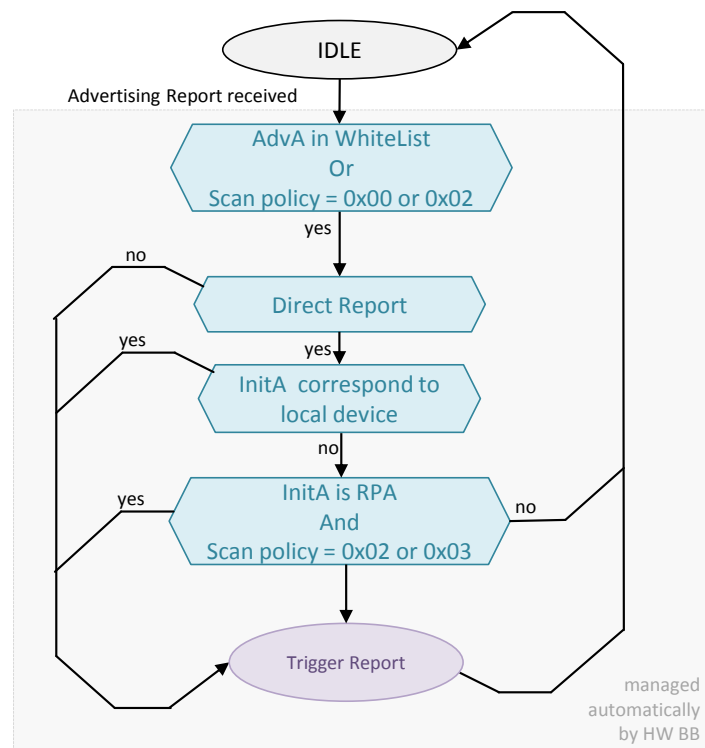 IDLE
Advertising Report received
AdvA in WhiteList
Or
Scan policy = 0x00 or 0x02
yes
no
Direct Report
yes
yes
InitA correspond to
local device
no
InitA is RPA
And
Scan policy = 0x02 or 0x03
yes
no
Trigger Report
managed
automatically
by HW BB